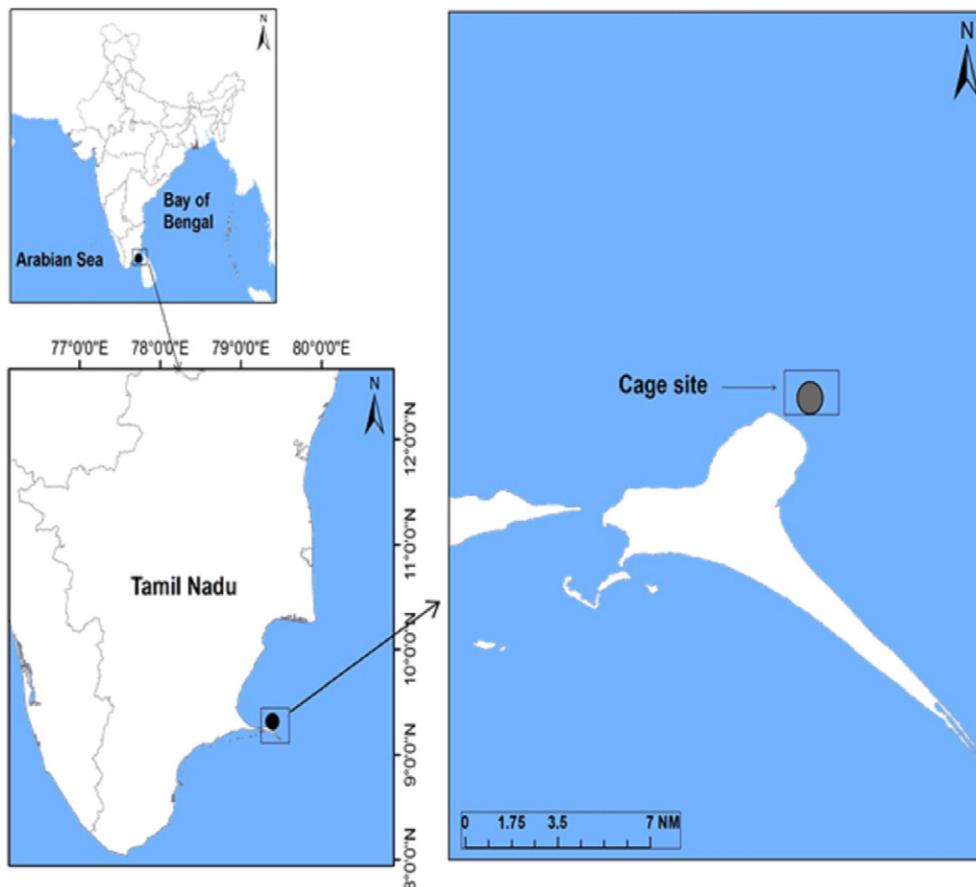 N
Bay of
Bengal
Arabian Sea
77°0'0"E 78°0'0"E 79°0'0"E 80°0'0"E
N
12°0'0"N
11°0'0"N
10°0'0"N
9°0'0"N
8°0'0"N
Tamil Nadu
N
Cage site
0 1.75 3.5 7 NM